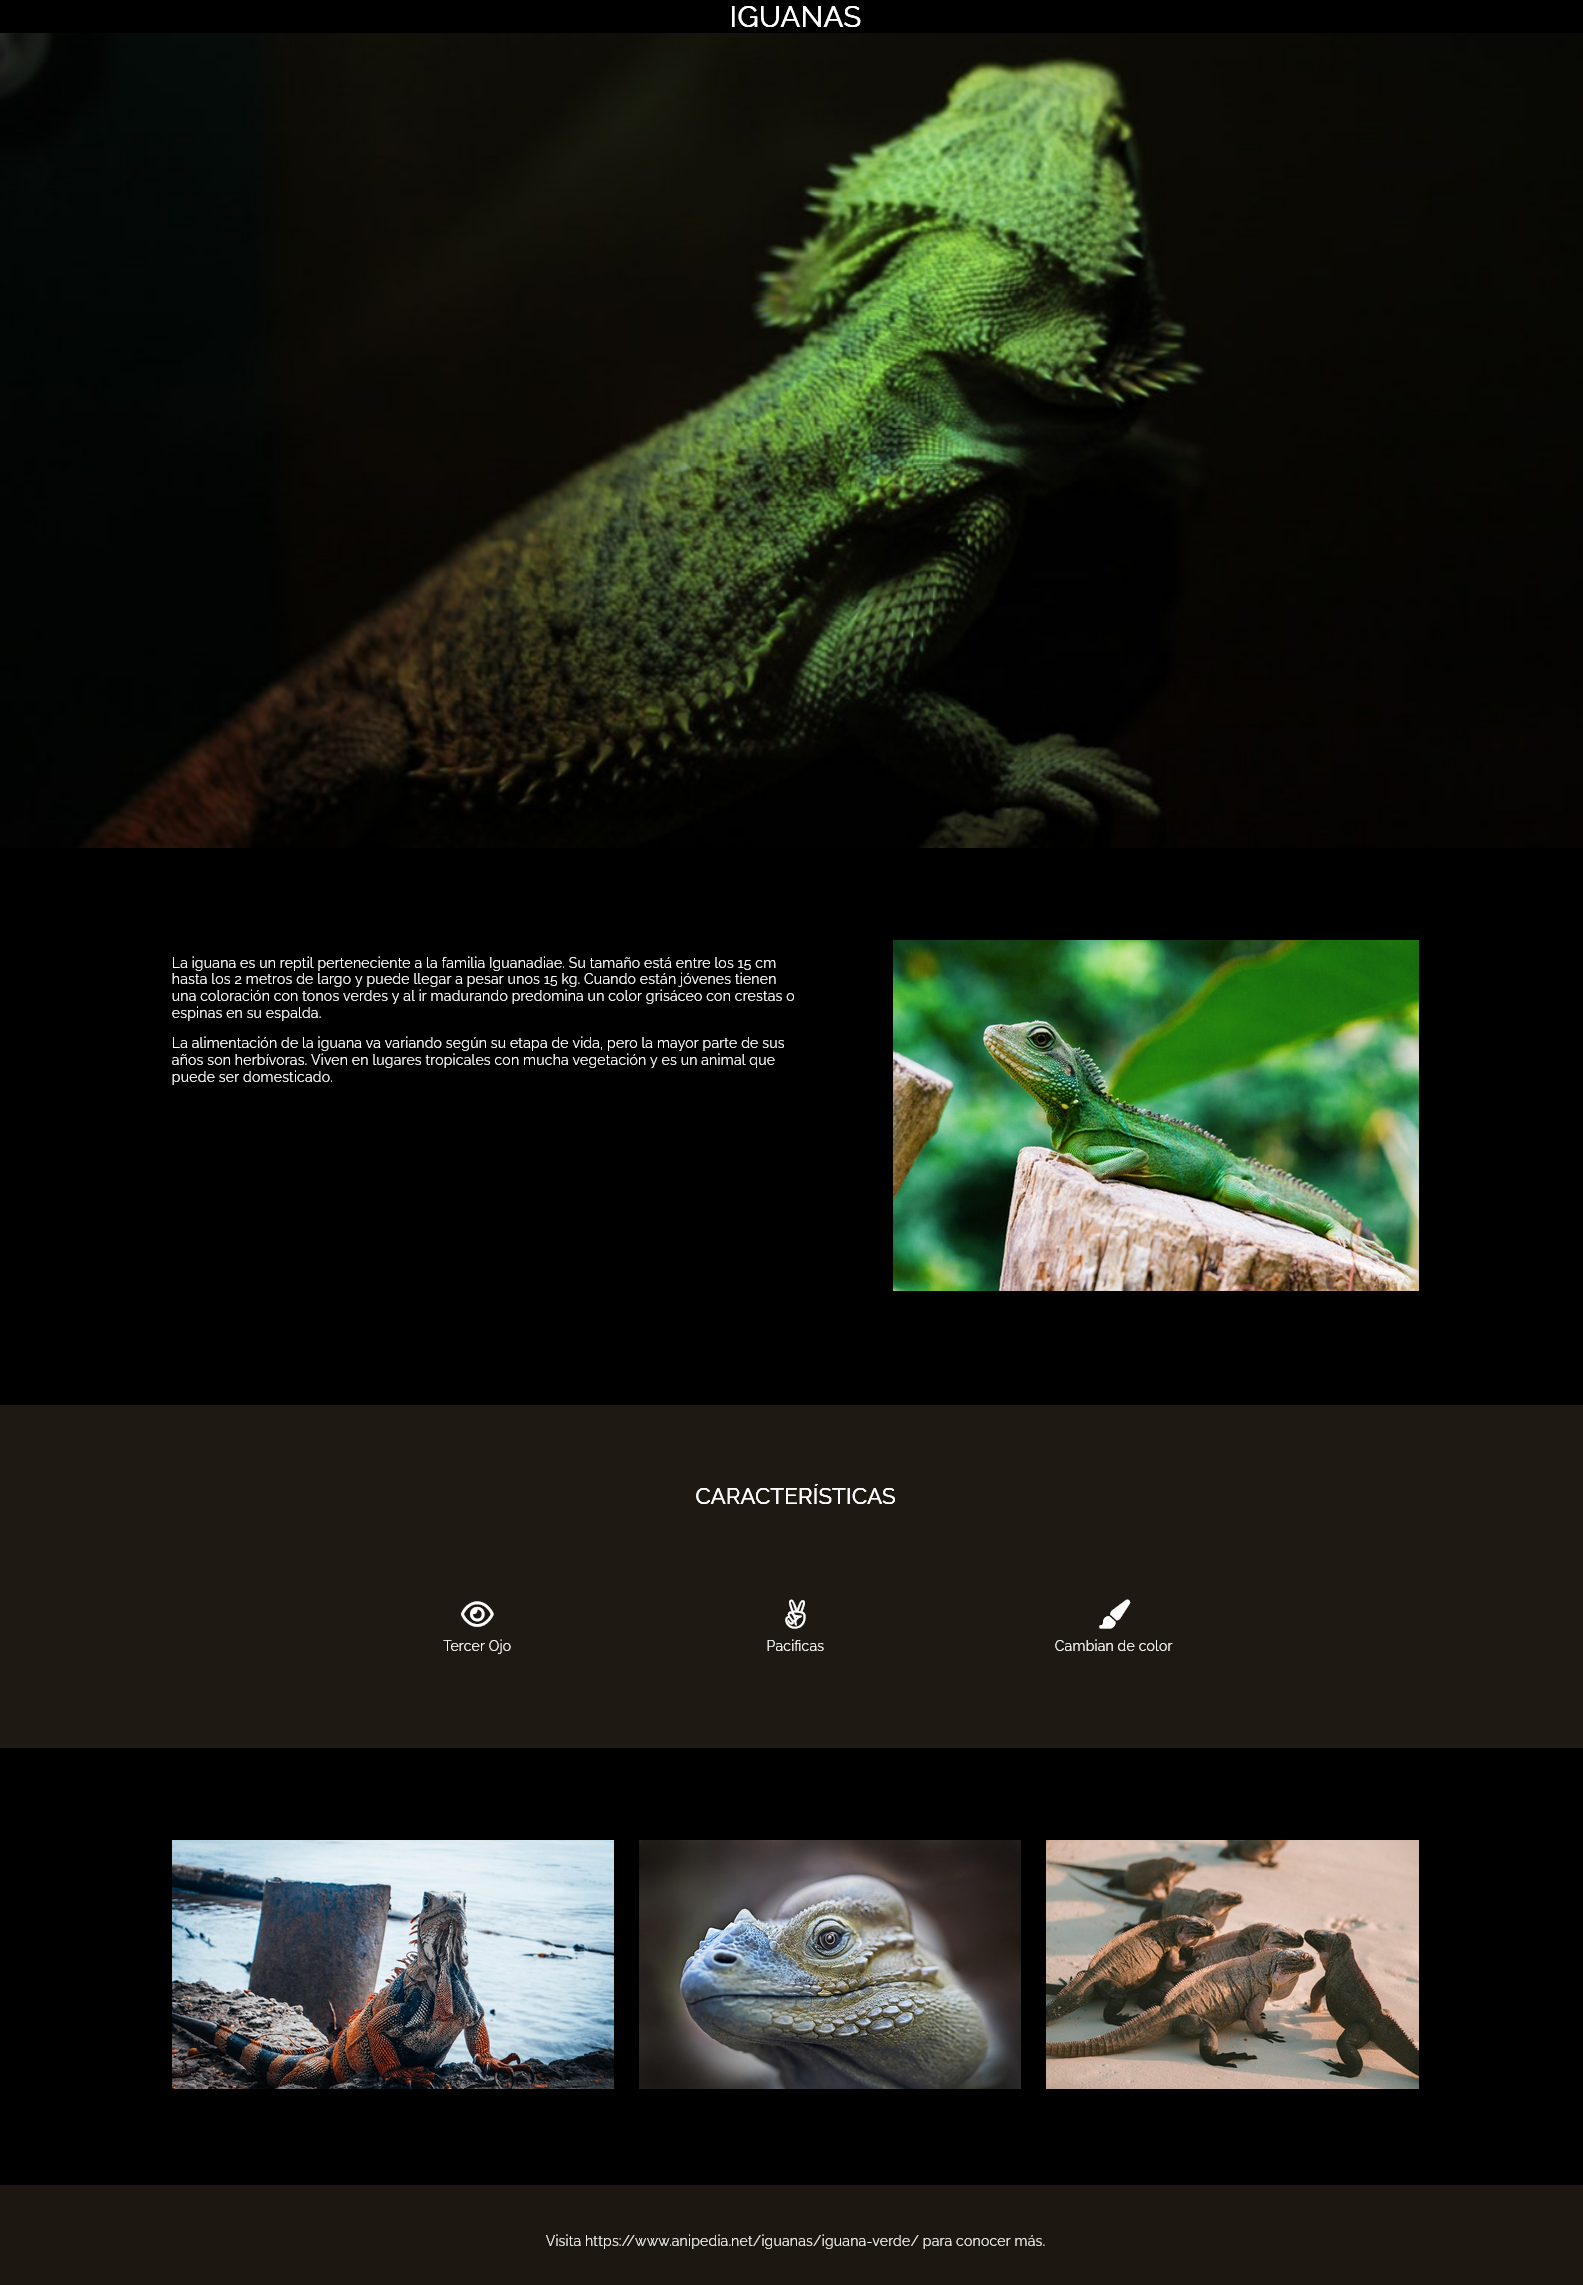 IGUANAS
La iguana es un reptil perteneciente a la familia Iguanadiae. Su tamaño está entre los 15 cm
hasta los 2 metros de largo y puede llegar a pesar unos 15 kg. Cuando están jóvenes tienen
una coloración con tonos verdes y al ir madurando predomina un color grisáceo con crestas o
espinas en su espalda.
La alimentación de la iguana va variando según su etapa de vida, pero la mayor parte de sus
años son herbívoras. Viven en lugares tropicales con mucha vegetación y es un animal que
puede ser domesticado.
CARACTERÍSTICAS
Tercer Ojo
Pacificas
Cambian de color
Visita https://www.anipedia.net/iguanas/iguana-verde/ para conocer más.